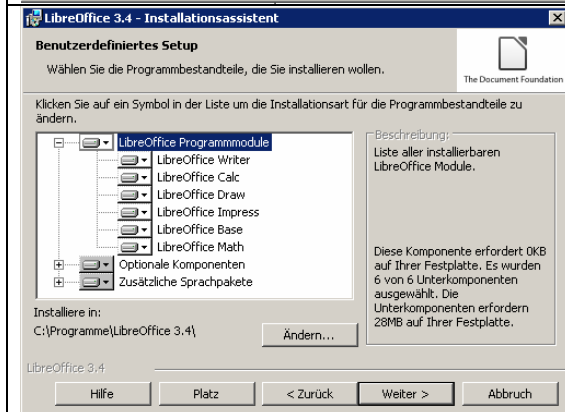 LibreOffice 3.4 - Installationsassistent
Benutzerdefiniertes Setup
Wählen Sie die Programmbestandteile, die Sie installieren wollen.
The Document Foundation
Klicken Sie auf ein Symbol in der Liste um die Installationsart für die Programmbestandteile zu
ändern.
LibreOffice Programmmodule
LibreOffice Writer
LibreOffice Calc
LibreOffice Draw
LibreOffice Impress
LibreOffice Base
LibreOffice Math
Optionale Komponenten
Zusätzliche Sprachpakete
Beschreibung:
Liste aller installierbaren
LibreOffice Module.
Diese Komponente erfordert 0KB
auf Ihrer Festplatte. Es wurden
6 von 6 Unterkomponenten
ausgewählt. Die
Unterkomponenten erfordern
28MB auf Ihrer Festplatte.
Installiere in:
C:\Programme\LibreOffice 3.4\
Ändern...
LibreOffice 3.4
Hilfe
Platz
< Zurück
Weiter >
Abbruch